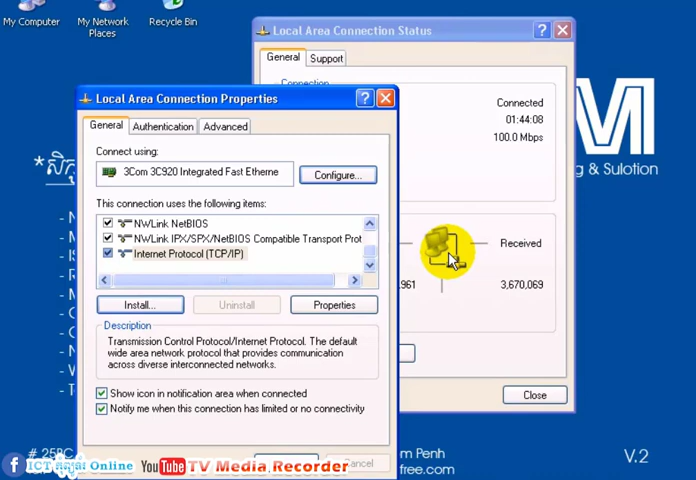 My Computer
My Network Places
Recycle Bin
Local Area Connection Status
General
Support
Connection
Connected
01:44:08
100.0 Mbps
Received
3,670,069
Close
Local Area Connection Properties
General
Authentication
Advanced
Connect using:
3Com 3C920 Integrated Fast Etherne
Configure...
This connection uses the following items:
NWLink NetBIOS
NWLink IPX/SPX/NetBIOS Compatible Transport Prot
Internet Protocol (TCP/IP)
Install...
Uninstall
Properties
Description
Transmission Control Protocol/Internet Protocol. The default
wide area network protocol that provides communication
across diverse interconnected networks.
Show icon in notification area when connected
Notify me when this connection has limited or no connectivity
Cancel
M
g & Sulotion
m Penh
free.com
V.2
ICT Online
You Tube TV Media Recorder